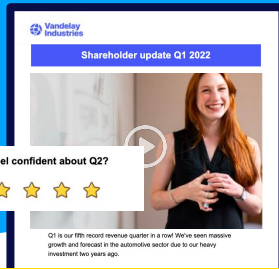 Vandelay
Industries
Shareholder update Q1 2022
confident about Q2?
Q1 is our fifth record revenue quarter in a row! We've seen massive
growth and forecast in the automotive sector due to our heavy
investment two years ago.